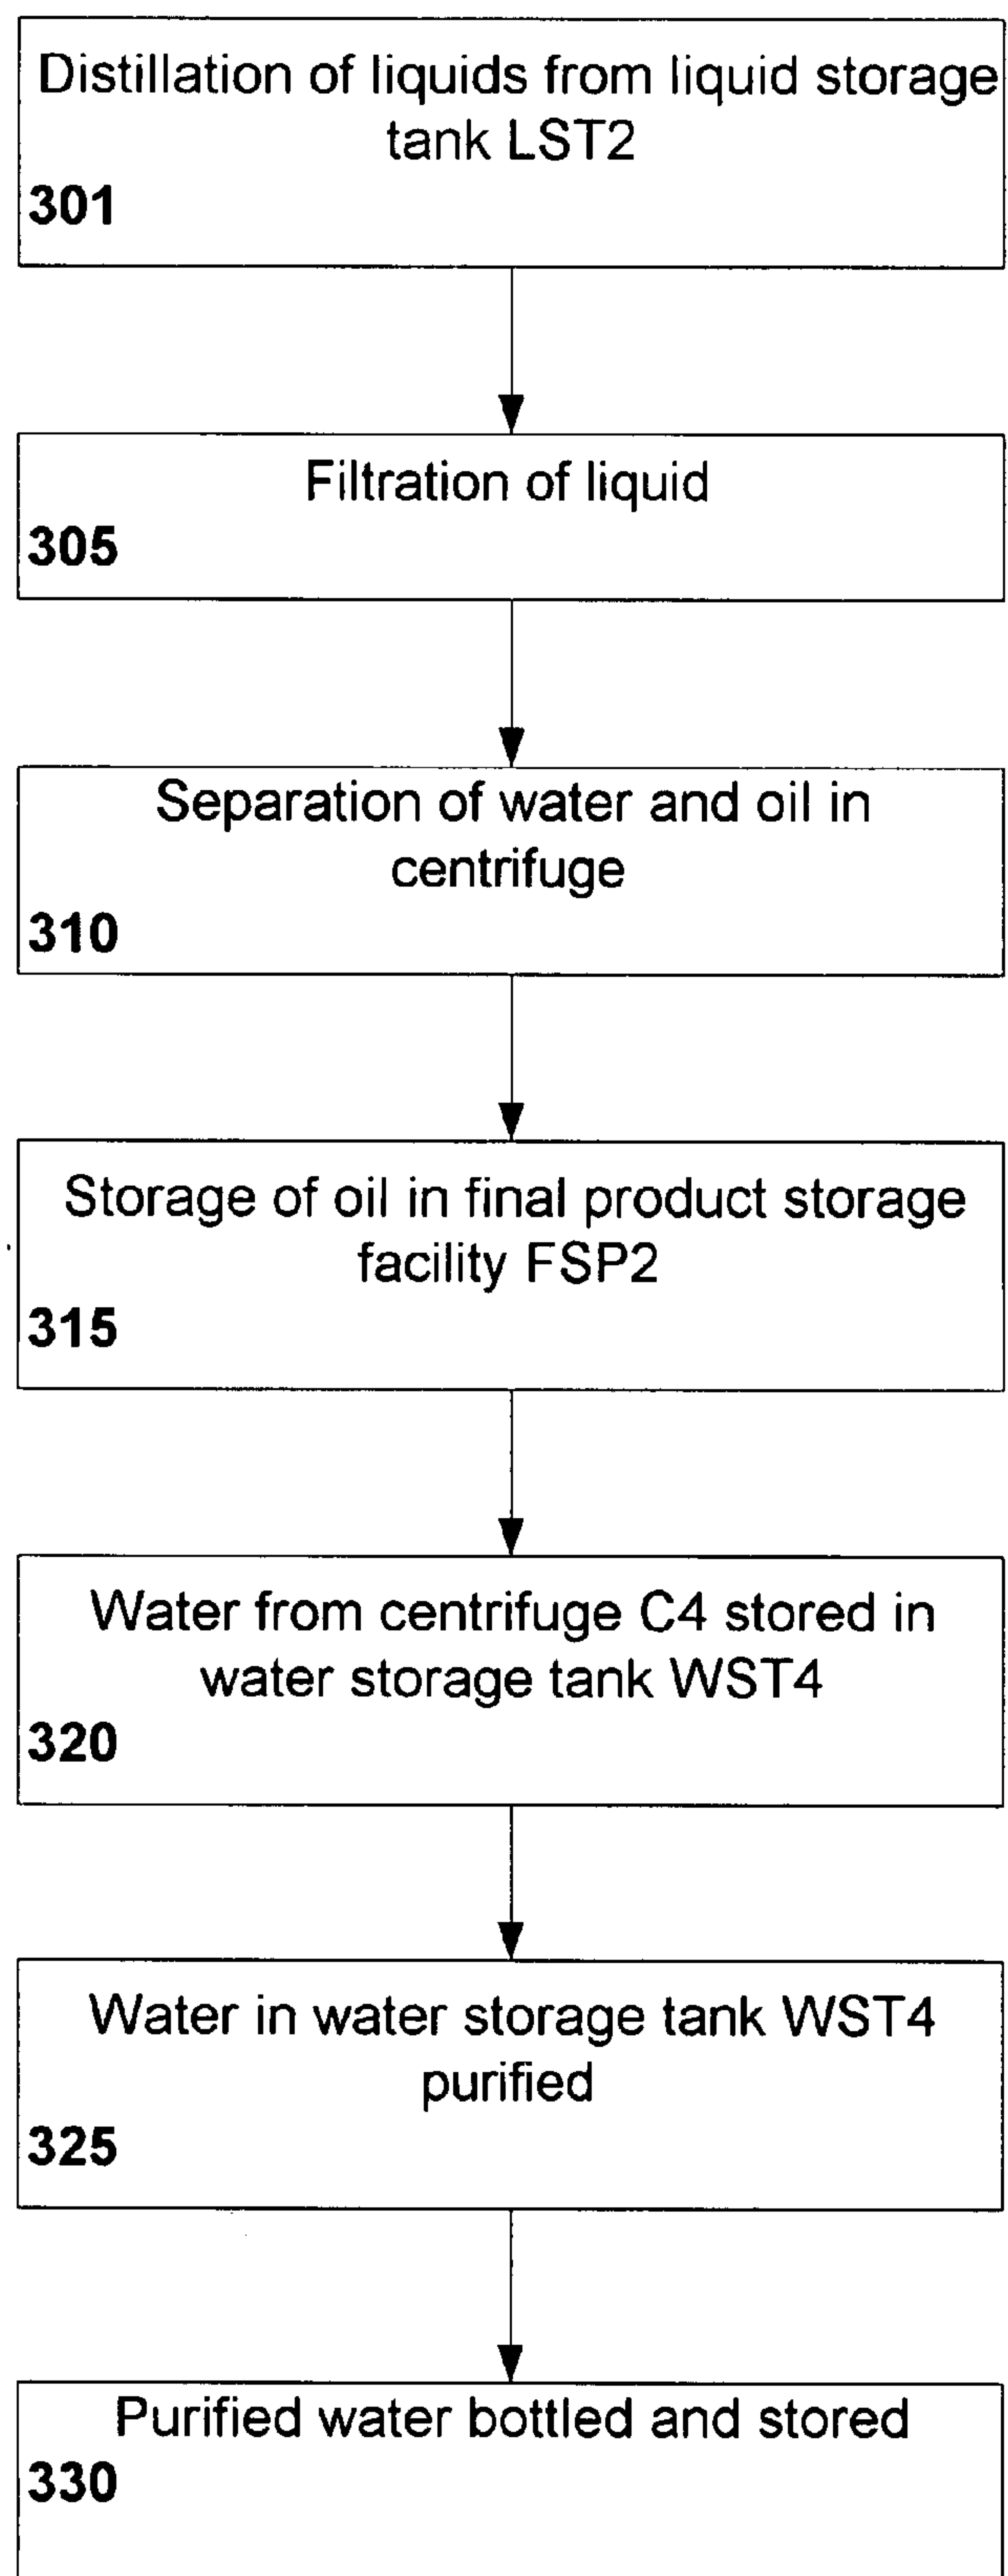 Distillation of liquids from liquid storage
tank LST2
301
Filtration of liquid
305
Separation of water and oil in
centrifuge
310
Storage of oil in final product storage
facility FSP2
315
Water from centrifuge C4 stored in
water storage tank WST4
320
Water in water storage tank WST4
purified
325
Purified water bottled and stored
330